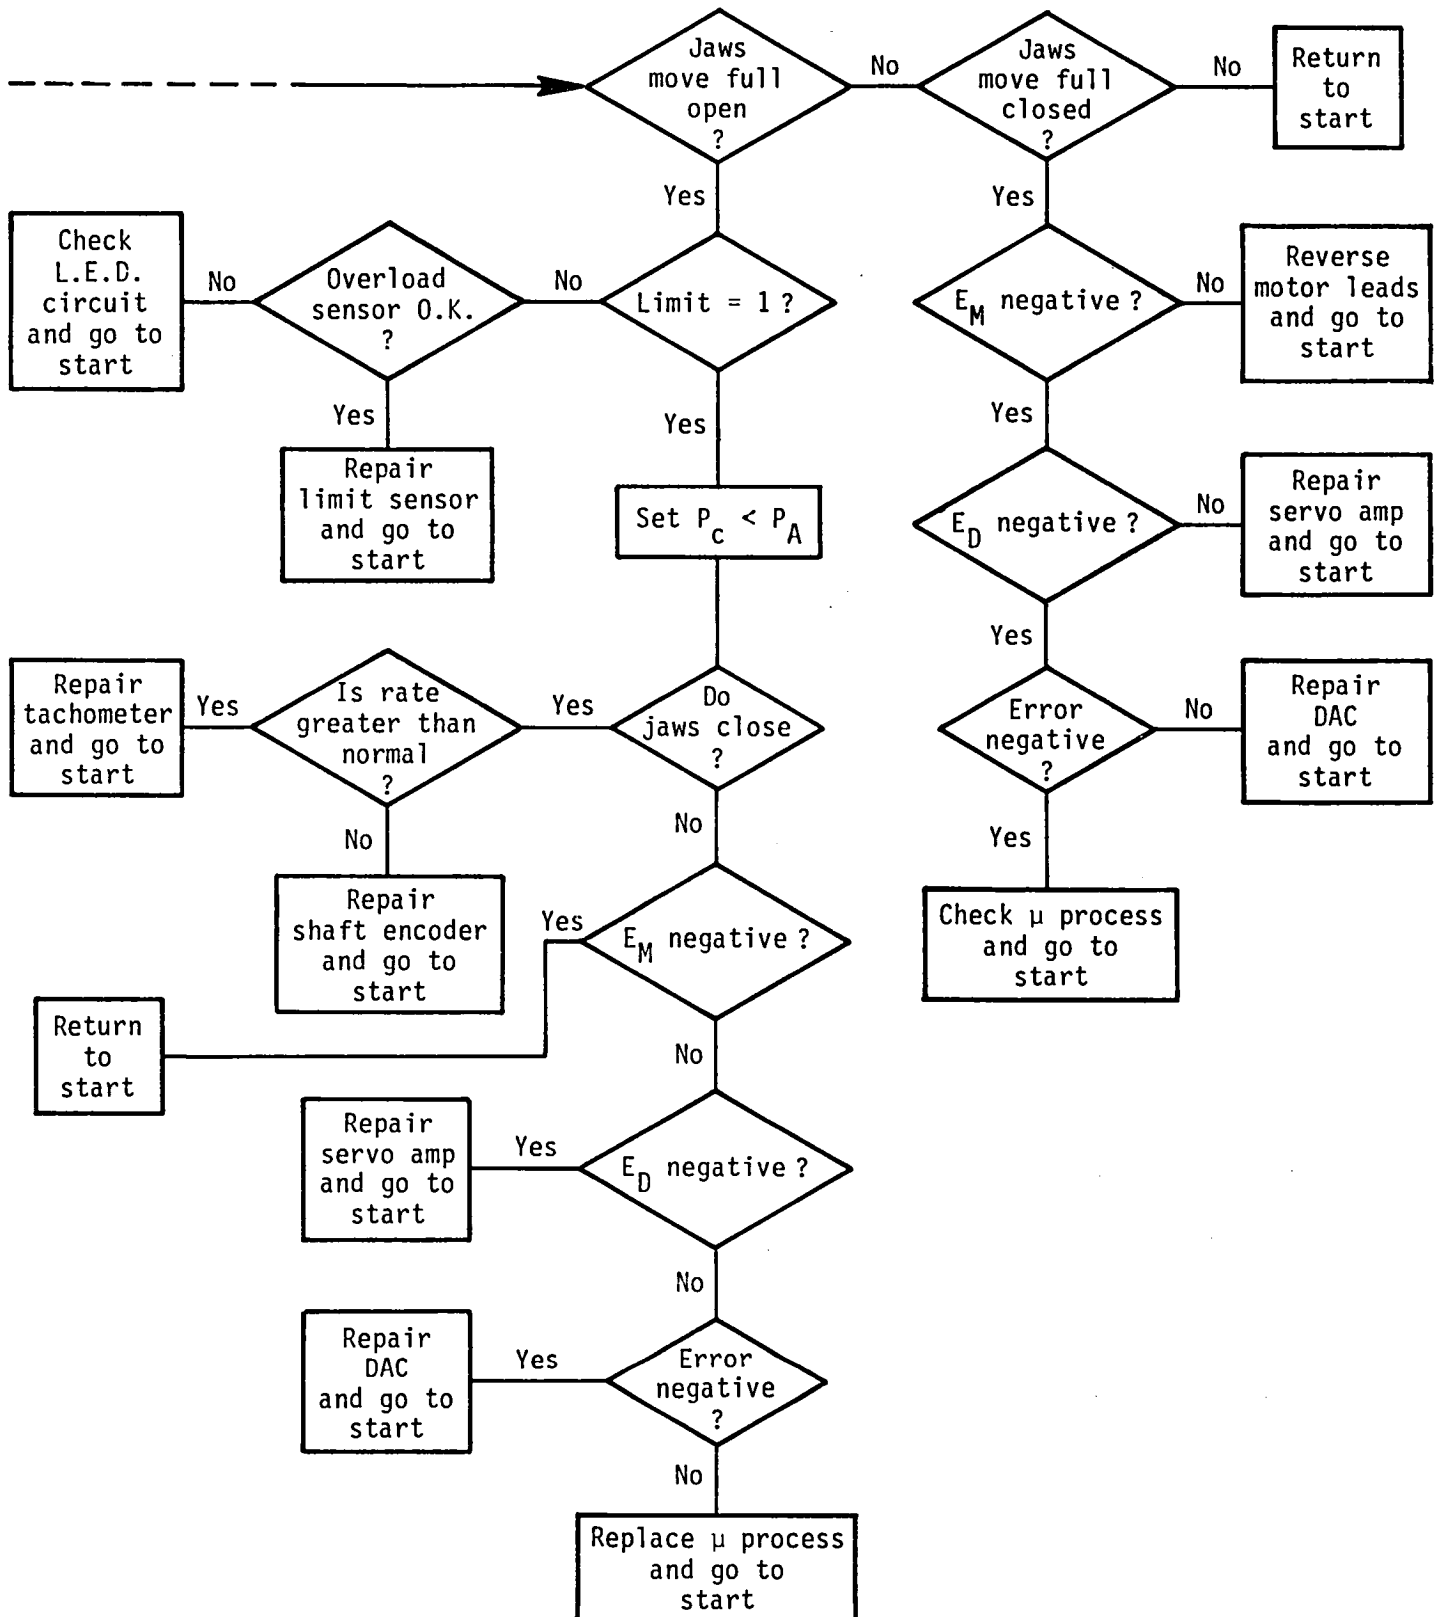 Jaws
move full
open
?
No
Jaws
move full
closed
?
No
Return
to
start
Yes
Yes
Check
L.E.D.
circuit
and go to
start
No
Overload
sensor O.K.
?
No
Limit = 1 ?
E_M negative ?
No
Reverse
motor leads
and go to
start
Yes
Repair
limit sensor
and go to
start
Yes
Set P_c < P_A
Yes
E_D negative ?
No
Repair
servo amp
and go to
start
Yes
Repair
tachometer
and go to
start
Yes
Is rate
greater than
normal
?
Yes
Do
jaws close
?
Error
negative
?
No
Repair
DAC
and go to
start
No
Repair
shaft encoder
and go to
start
No
Yes
Check μ process
and go to
start
Yes
E_M negative ?
Return
to
start
No
Repair
servo amp
and go to
start
Yes
E_D negative ?
No
Repair
DAC
and go to
start
Yes
Error
negative
?
No
Replace μ process
and go to
start